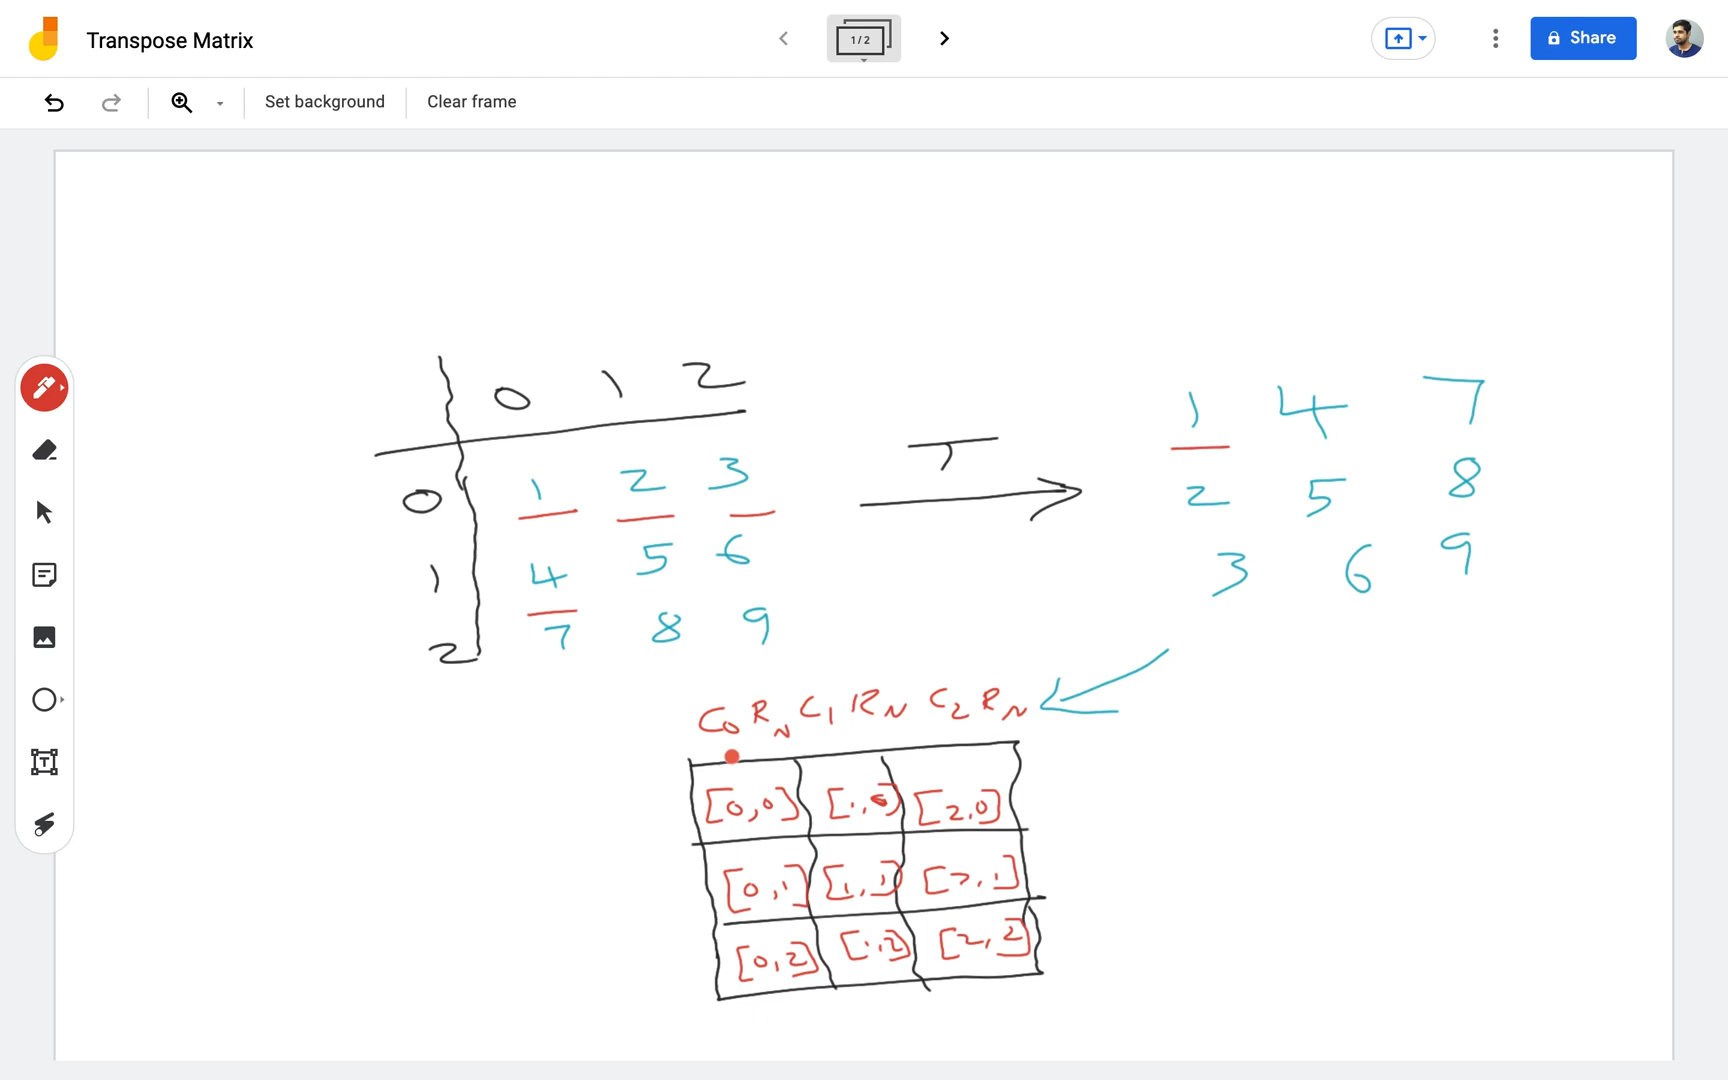 Transpose Matrix
1 / 2
Share
Set background
Clear frame
0 1 2
0 1 2 3
1 4 5 6
2 7 8 9
T
1 4 7
2 5 8
3 6 9
C0 RN C1 RN C2 RN
[0,0] [1,0] [2,0]
[0,1] [1,1] [2,1]
[0,2] [1,2] [2,2]
T